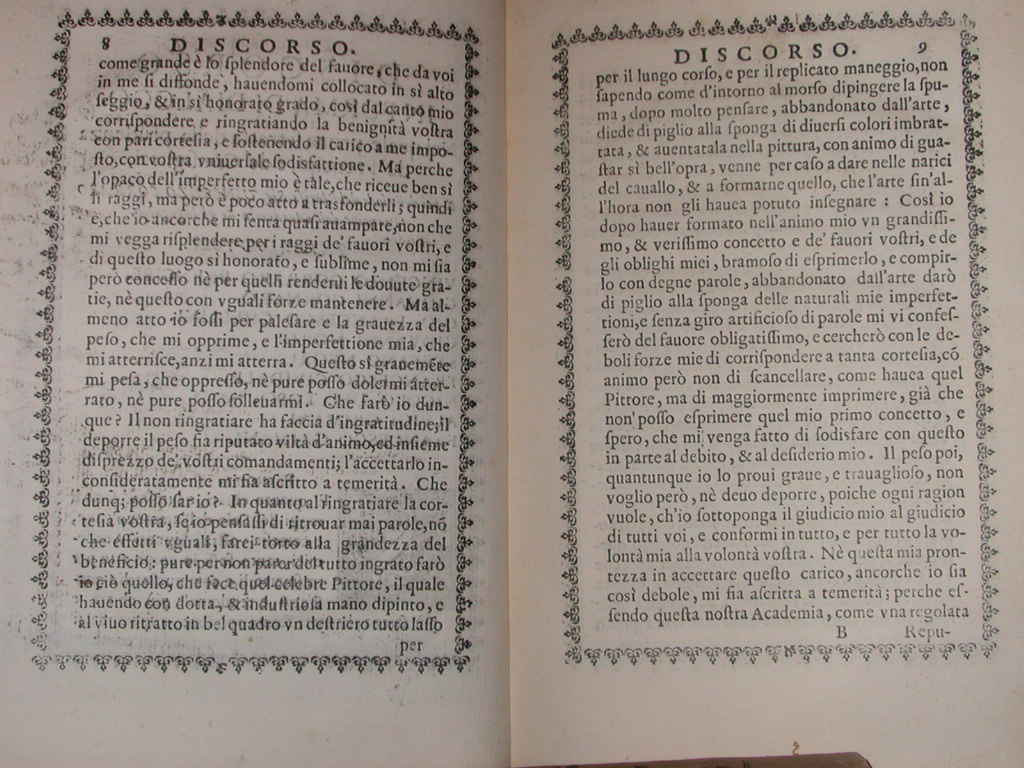 8 DISCORSO.
come grande è lo ſplendore del fauore, che da voi
in me ſi diffonde, hauendomi collocato in sì alto
ſeggio, & in sì honorato grado, così dal canto mio
corriſpondere, e ringratiando la benignità voſtra
con pari corteſia, e ſoſtenendo il carico a me impo-
ſto, con voſtra vniuerſale ſodisfattione. Ma perche
l'opaco dell'imperfetto mio è tale, che riceue ben sì
li raggi, ma però è poco atto a trasfonderli; quindi
è, che io ancorche mi ſenta quaſi auampare, non che
mi vegga riſplendere per i raggi de' fauori voſtri, e
di queſto luogo sì honorato, e ſublime, non mi ſia
però conceſſo nè per quelli renderui le douute gra-
tie, nè queſto con vguali forze mantenere. Ma al-
meno atto io foſſi per paleſare e la grauezza del
peſo, che mi opprime, e l'imperfettione mia, che
mi atterriſce, anzi mi atterra. Queſto sì grauemẽte
mi peſa, che oppreſſo, nè pure poſſo dolermi atter-
rato, nè pure poſſo ſolleuarmi. Che farò io dun-
que? Il non ringratiare ha faccia d'ingratitudine; il
deporre il peſo ſia riputato viltà d'animo, ed inſieme
diſprezzo de' voſtri comandamenti; l'accettarlo in-
conſideratamente mi ſia aſcritto a temerità. Che
dunq; poſſo far io? In quanto al ringratiare la cor-
teſia voſtra, ſe io penſaſſi di ritrouar mai parole, nõ
che effetti vguali, farei torto alla grandezza del
beneficio: pure per non parer del tutto ingrato farò
io ciò quello, che fece quel celebre Pittore, il quale
hauendo con dotta, & induſtrioſa mano dipinto, e
al viuo ritratto in bel quadro vn deſtriero tutto laſſo
per
DISCORSO. 9
per il lungo corſo, e per il replicato maneggio, non
ſapendo come d'intorno al morſo dipingere la ſpu-
ma, dopo molto penſare, abbandonato dall'arte,
diede di piglio alla ſponga di diuerſi colori imbrat-
tata, & auentatala nella pittura, con animo di gua-
ſtar sì bell'opra, venne per caſo a dare nelle narici
del cauallo, & a formarne quello, che l'arte ſin'al-
l'hora non gli hauea potuto inſegnare: Così io
dopo hauer formato nell'animo mio vn grandiſſi-
mo, & veriſſimo concetto e de' fauori voſtri, e de
gli oblighi miei, bramoſo di eſprimerlo, e compir-
lo con degne parole, abbandonato dall'arte darò
di piglio alla ſponga delle naturali mie imperfet-
tioni, e ſenza giro artificioſo di parole mi vi confeſ-
ſerò del fauore obligatiſſimo, e cercherò con le de-
boli forze mie di corriſpondere a tanta corteſia, cõ
animo però non di ſcancellare, come hauea quel
Pittore, ma di maggiormente imprimere, già che
non poſſo eſprimere quel mio primo concetto, e
ſpero, che mi venga fatto di ſodisfare con queſto
in parte al debito, & al deſiderio mio. Il peſo poi,
quantunque io lo proui graue, e trauaglioſo, non
voglio però, nè deuo deporre, poiche ogni ragion
vuole, ch'io ſottoponga il giudicio mio al giudicio
di tutti voi, e conformi in tutto, e per tutto la vo-
lontà mia alla volontà voſtra. Nè queſta mia pron-
tezza in accettare queſto carico, ancorche io ſia
così debole, mi ſia aſcritta a temerità; perche eſ-
ſendo queſta noſtra Academia, come vna regolata
B Repu-